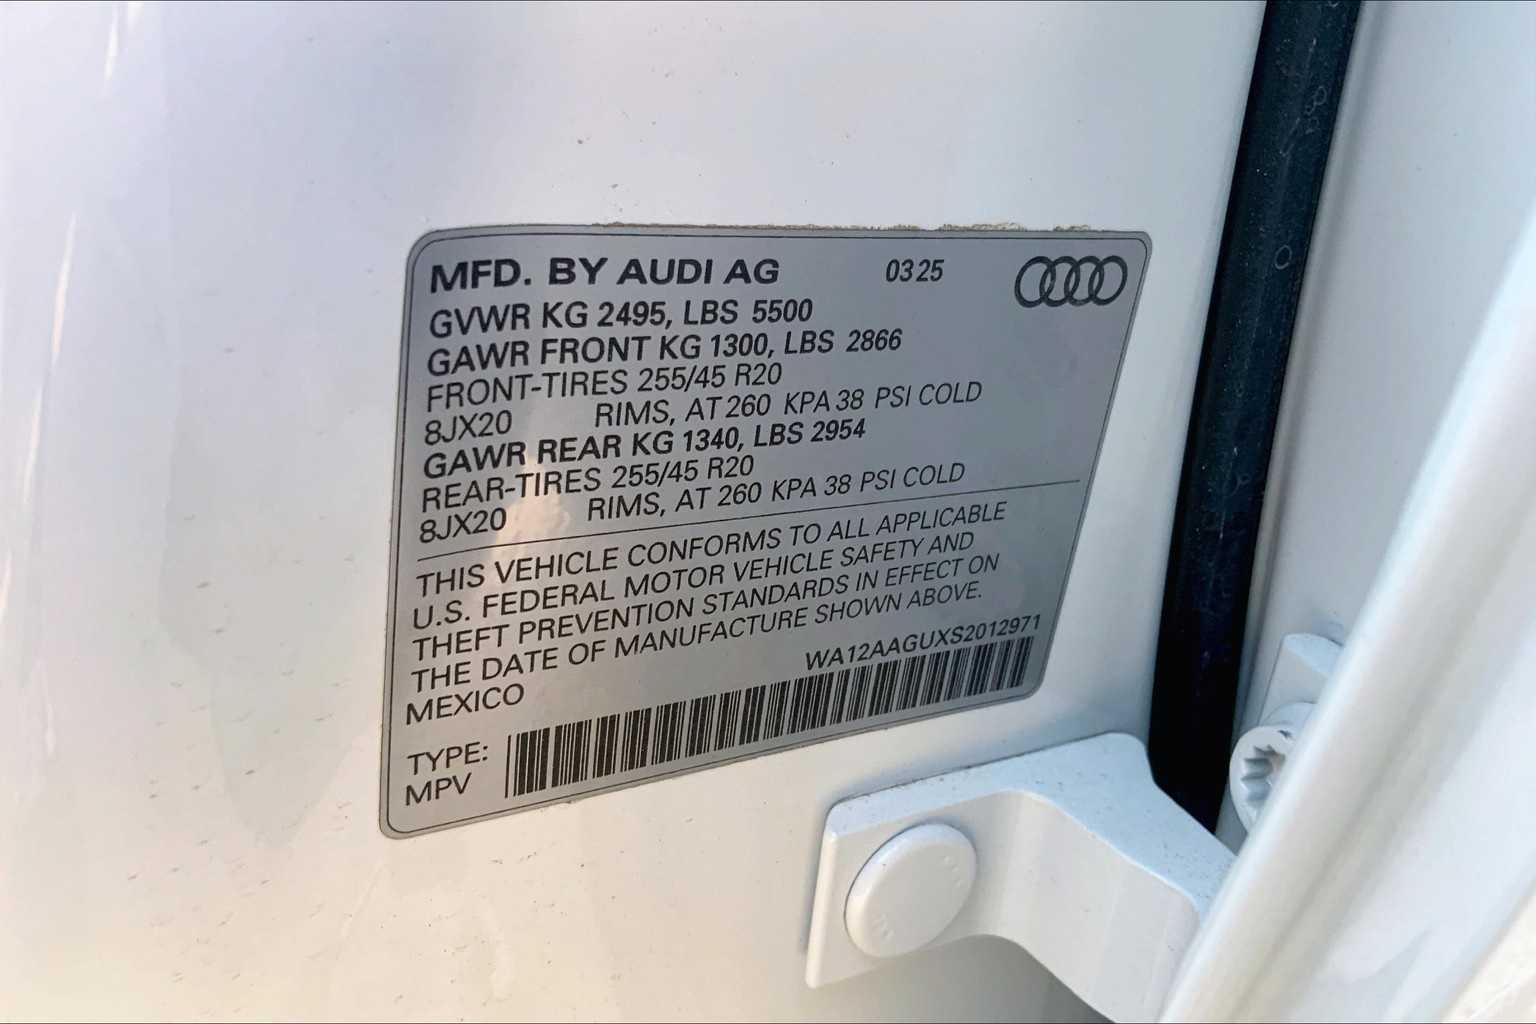 MFD. BY AUDI AG 03 25
GVWR KG 2495, LBS 5500
GAWR FRONT KG 1300, LBS 2866
FRONT-TIRES 255/45 R20
8JX20 RIMS, AT 260 KPA 38 PSI COLD
GAWR REAR KG 1340, LBS 2954
REAR-TIRES 255/45 R20
8JX20 RIMS, AT 260 KPA 38 PSI COLD
THIS VEHICLE CONFORMS TO ALL APPLICABLE
U.S. FEDERAL MOTOR VEHICLE SAFETY AND
THEFT PREVENTION STANDARDS IN EFFECT ON
THE DATE OF MANUFACTURE SHOWN ABOVE.
MEXICO WA12AAGUXS2012971
TYPE:
MPV